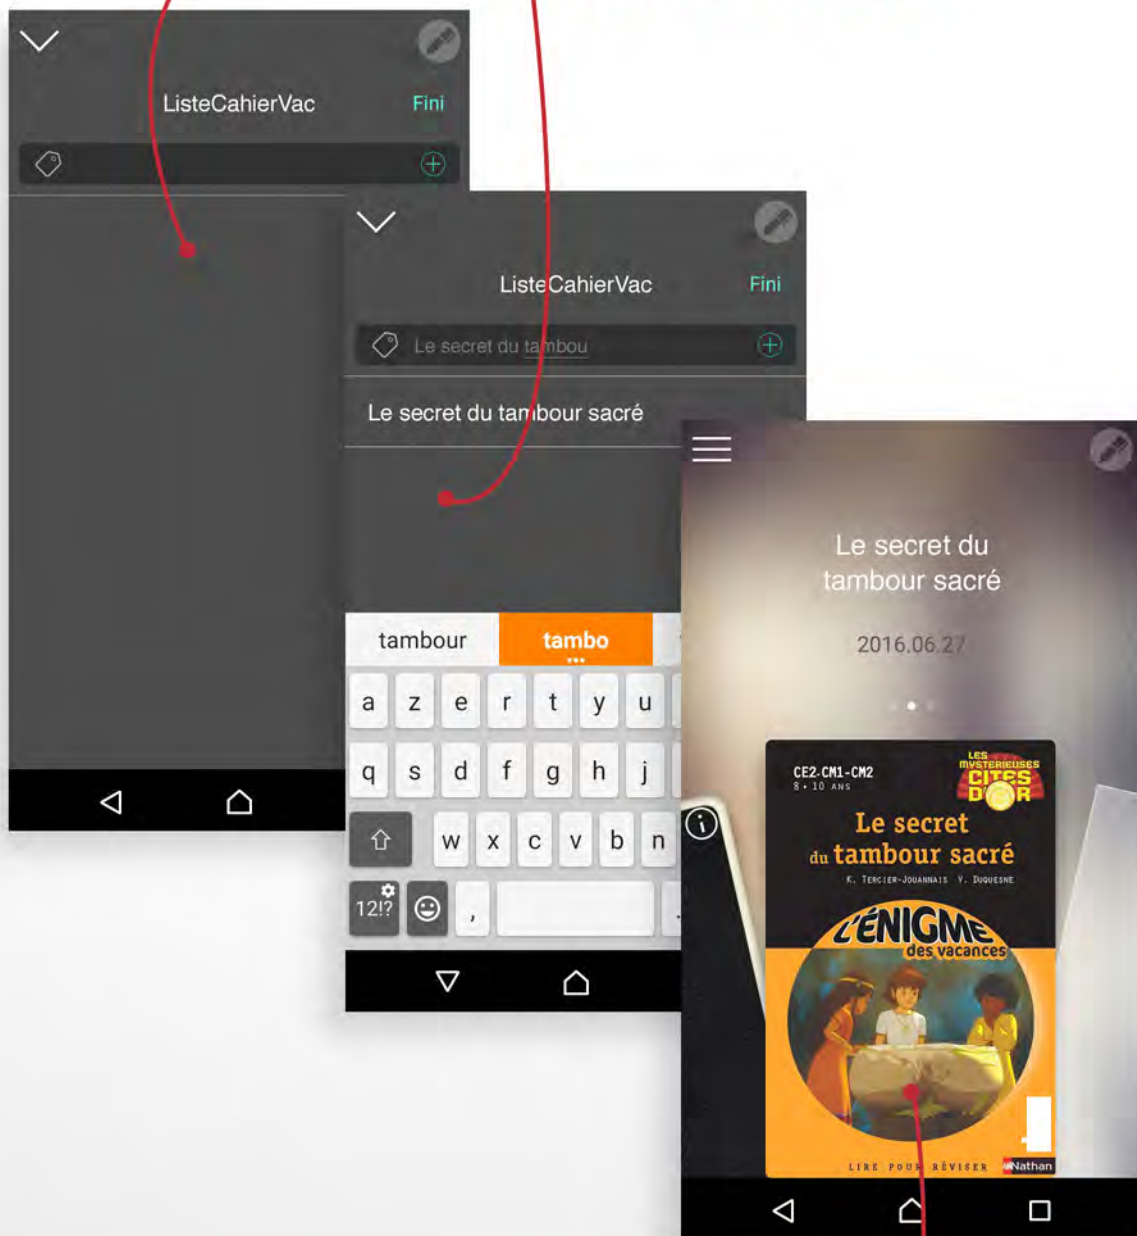 ListeCahierVac
Fini
ListeCahierVac
Fini
Le secret du tambou
Le secret du tambour sacré
tambour tambo
a z e r t y u
q s d f g h j
w x c v b n
12!? , .
Le secret du
tambour sacré
2016.06.27
CE2-CM1-CM2
8 • 10 ANS
LES
MYSTÉRIEUSES
CITÉS
D'OR
Le secret
du tambour sacré
K. TERCIER-JOUANNAIS V. DUQUESNE
L'ÉNIGME
des vacances
LIRE POUR RÉVISER
Nathan